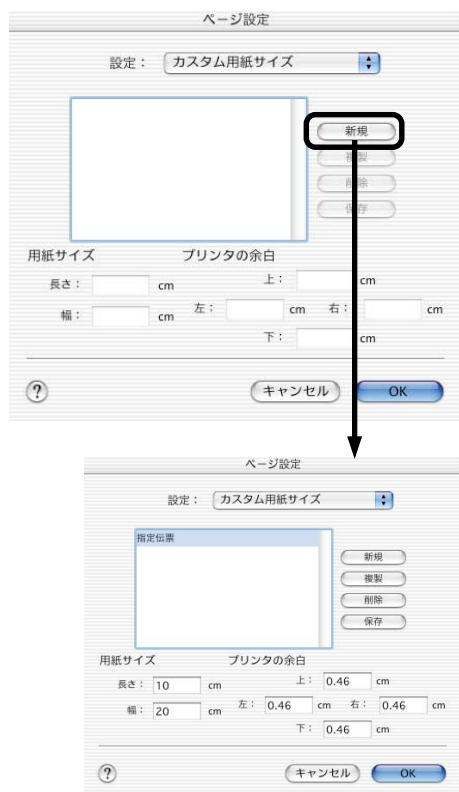 ページ設定
設定： カスタム用紙サイズ
新規
複製
削除
保存
用紙サイズ プリンタの余白
長さ： cm 上： cm
幅： cm 左： cm 右： cm
下： cm
? キャンセル OK
ページ設定
設定： カスタム用紙サイズ
指定伝票
新規
複製
削除
保存
用紙サイズ プリンタの余白
長さ： 10 cm 上： 0.46 cm
幅： 20 cm 左： 0.46 cm 右： 0.46 cm
下： 0.46 cm
? キャンセル OK